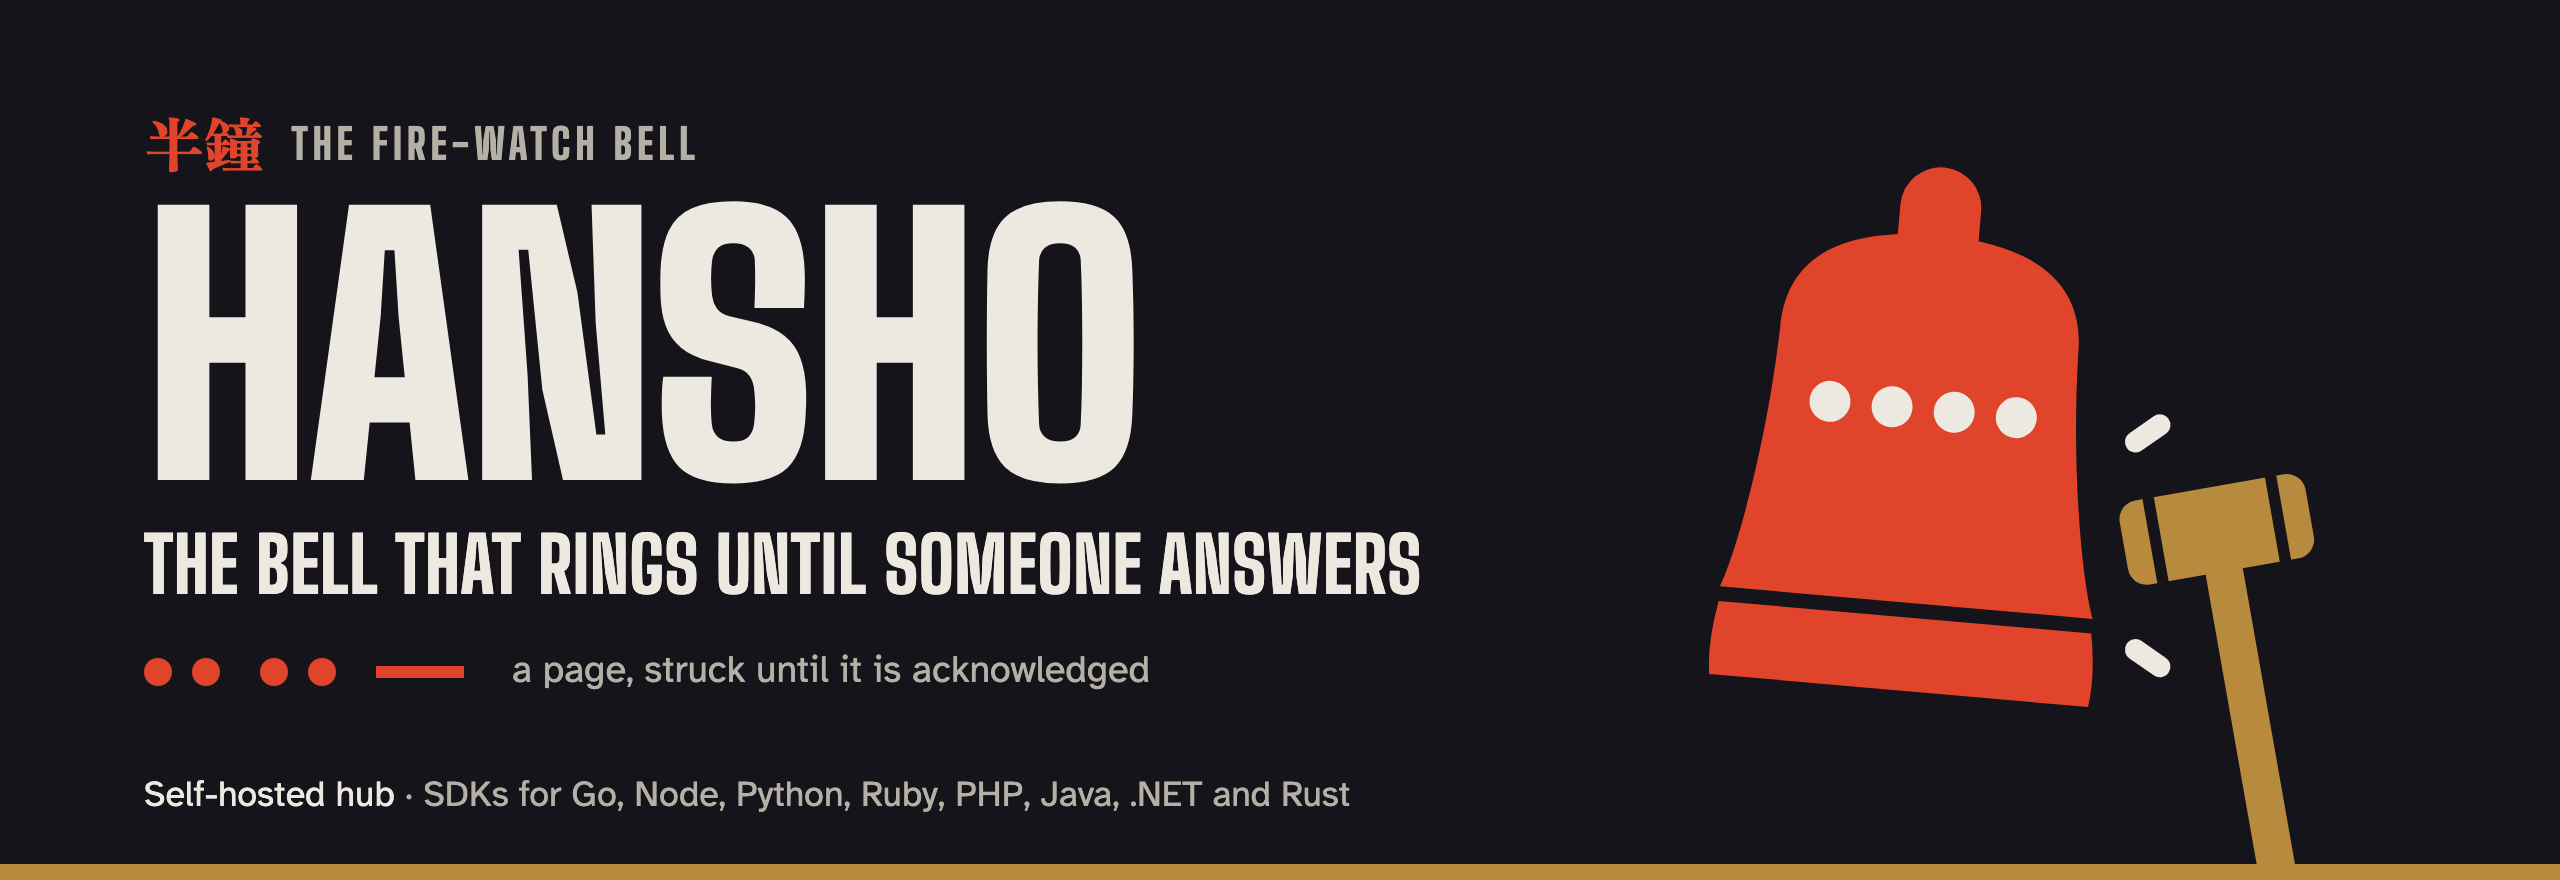 半鐘 THE FIRE-WATCH BELL
HANSHO
THE BELL THAT RINGS UNTIL SOMEONE ANSWERS
a page, struck until it is acknowledged
Self-hosted hub · SDKs for Go, Node, Python, Ruby, PHP, Java, .NET and Rust